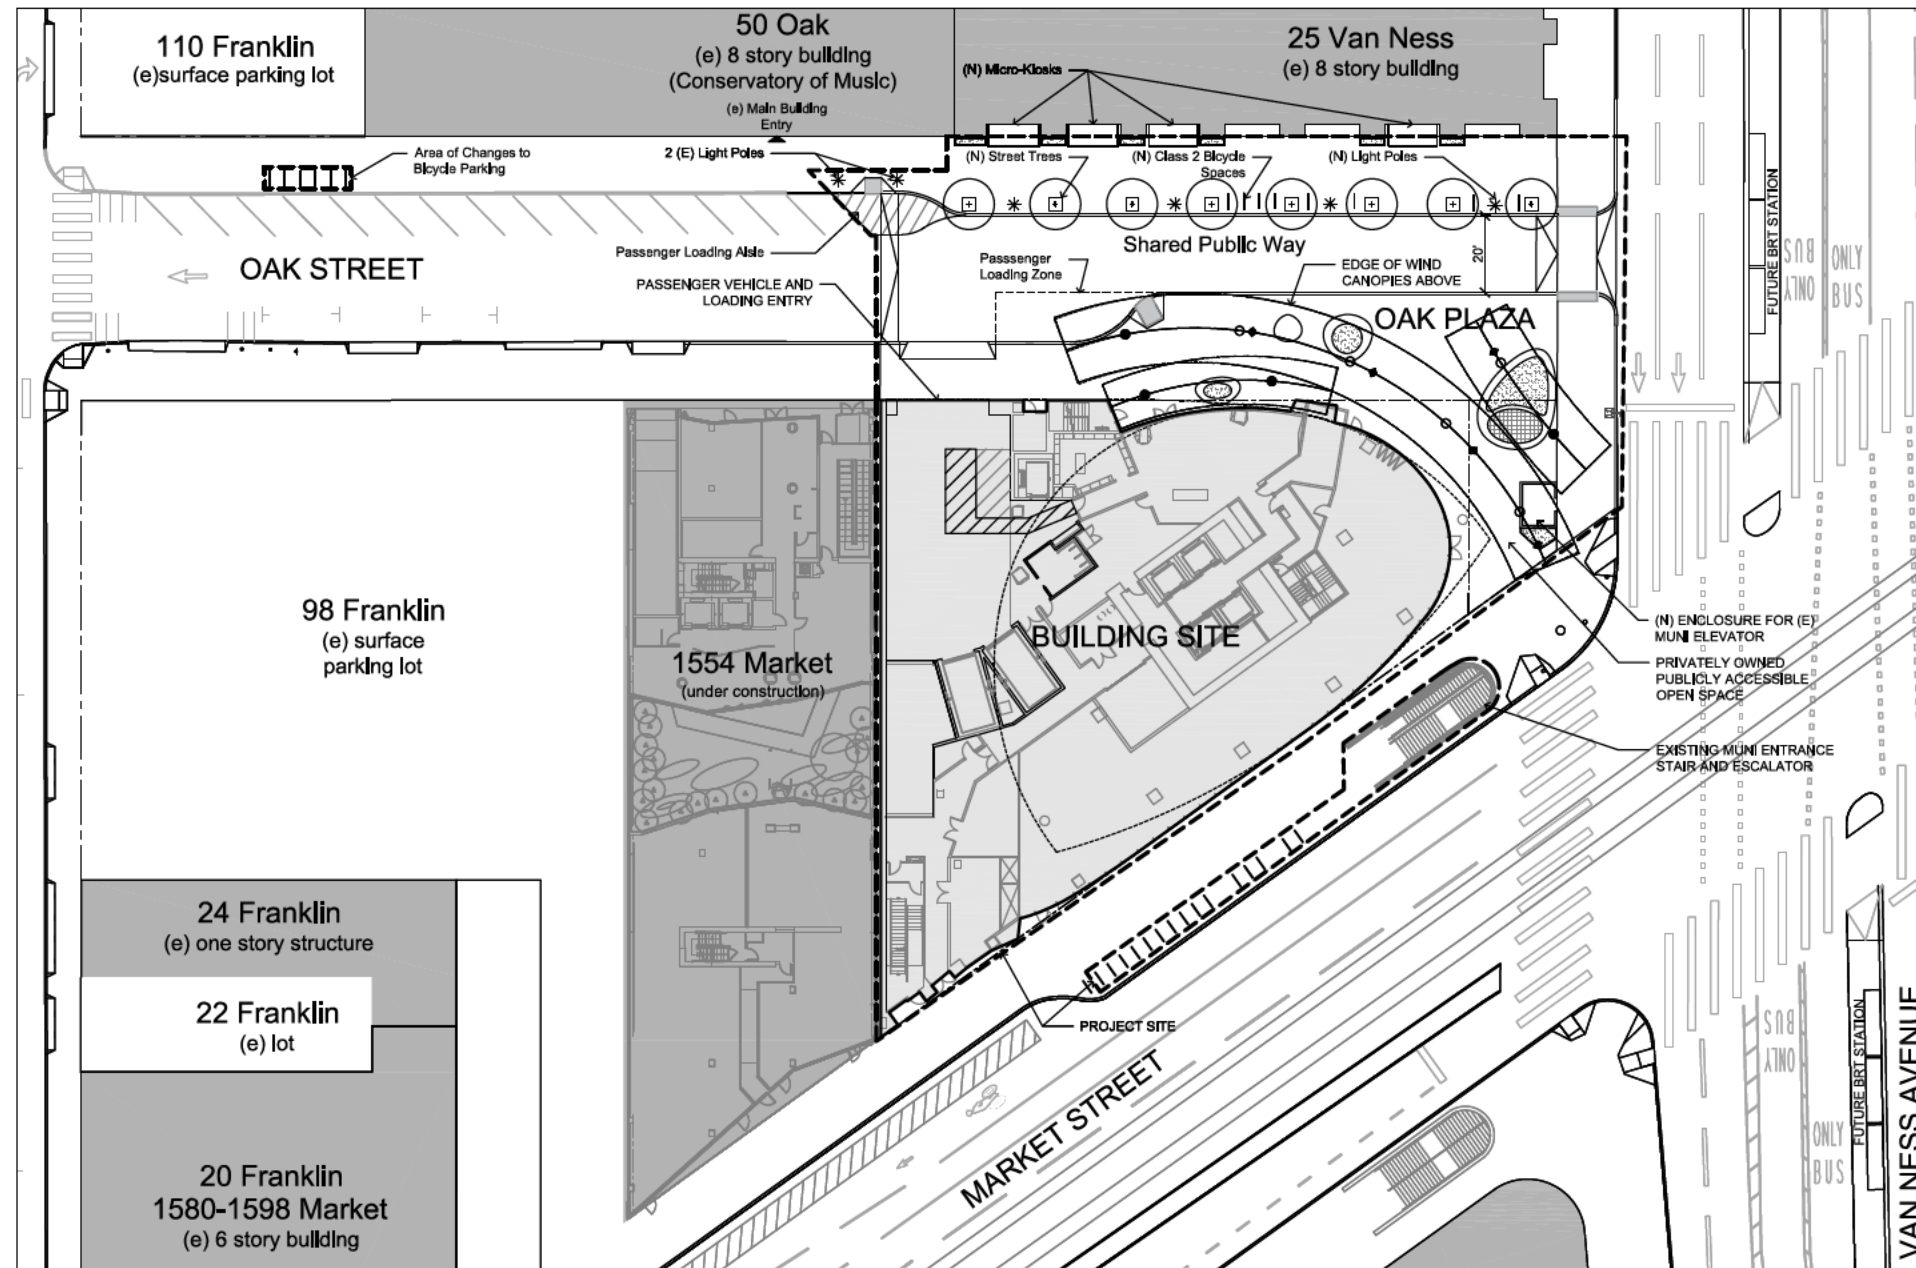 110 Franklin
(e)surface parking lot
50 Oak
(e) 8 story building
(Conservatory of Music)
(e) Main Building
Entry
25 Van Ness
(e) 8 story building
(N) Micro-Kiosks
Area of Changes to
Bicycle Parking
2 (E) Light Poles
(N) Street Trees
(N) Class 2 Bicycle
Spaces
(N) Light Poles
FUTURE BRT STATION
Passenger Loading Aisle
Shared Public Way
20'
OAK STREET
PASSENGER VEHICLE AND
LOADING ENTRY
Passsenger
Loading Zone
EDGE OF WIND
CANOPIES ABOVE
OAK PLAZA
BUS
ONLY
ONLY
BUS
98 Franklin
(e) surface
parking lot
1554 Market
(under construction)
BUILDING SITE
(N) ENCLOSURE FOR (E)
MUNI ELEVATOR
PRIVATELY OWNED
PUBLICLY ACCESSIBLE
OPEN SPACE
EXISTING MUNI ENTRANCE
STAIR AND ESCALATOR
24 Franklin
(e) one story structure
22 Franklin
(e) lot
PROJECT SITE
MARKET STREET
BUS
ONLY
ONLY
BUS
FUTURE BRT STATION
VAN NESS AVENUE
20 Franklin
1580-1598 Market
(e) 6 story building